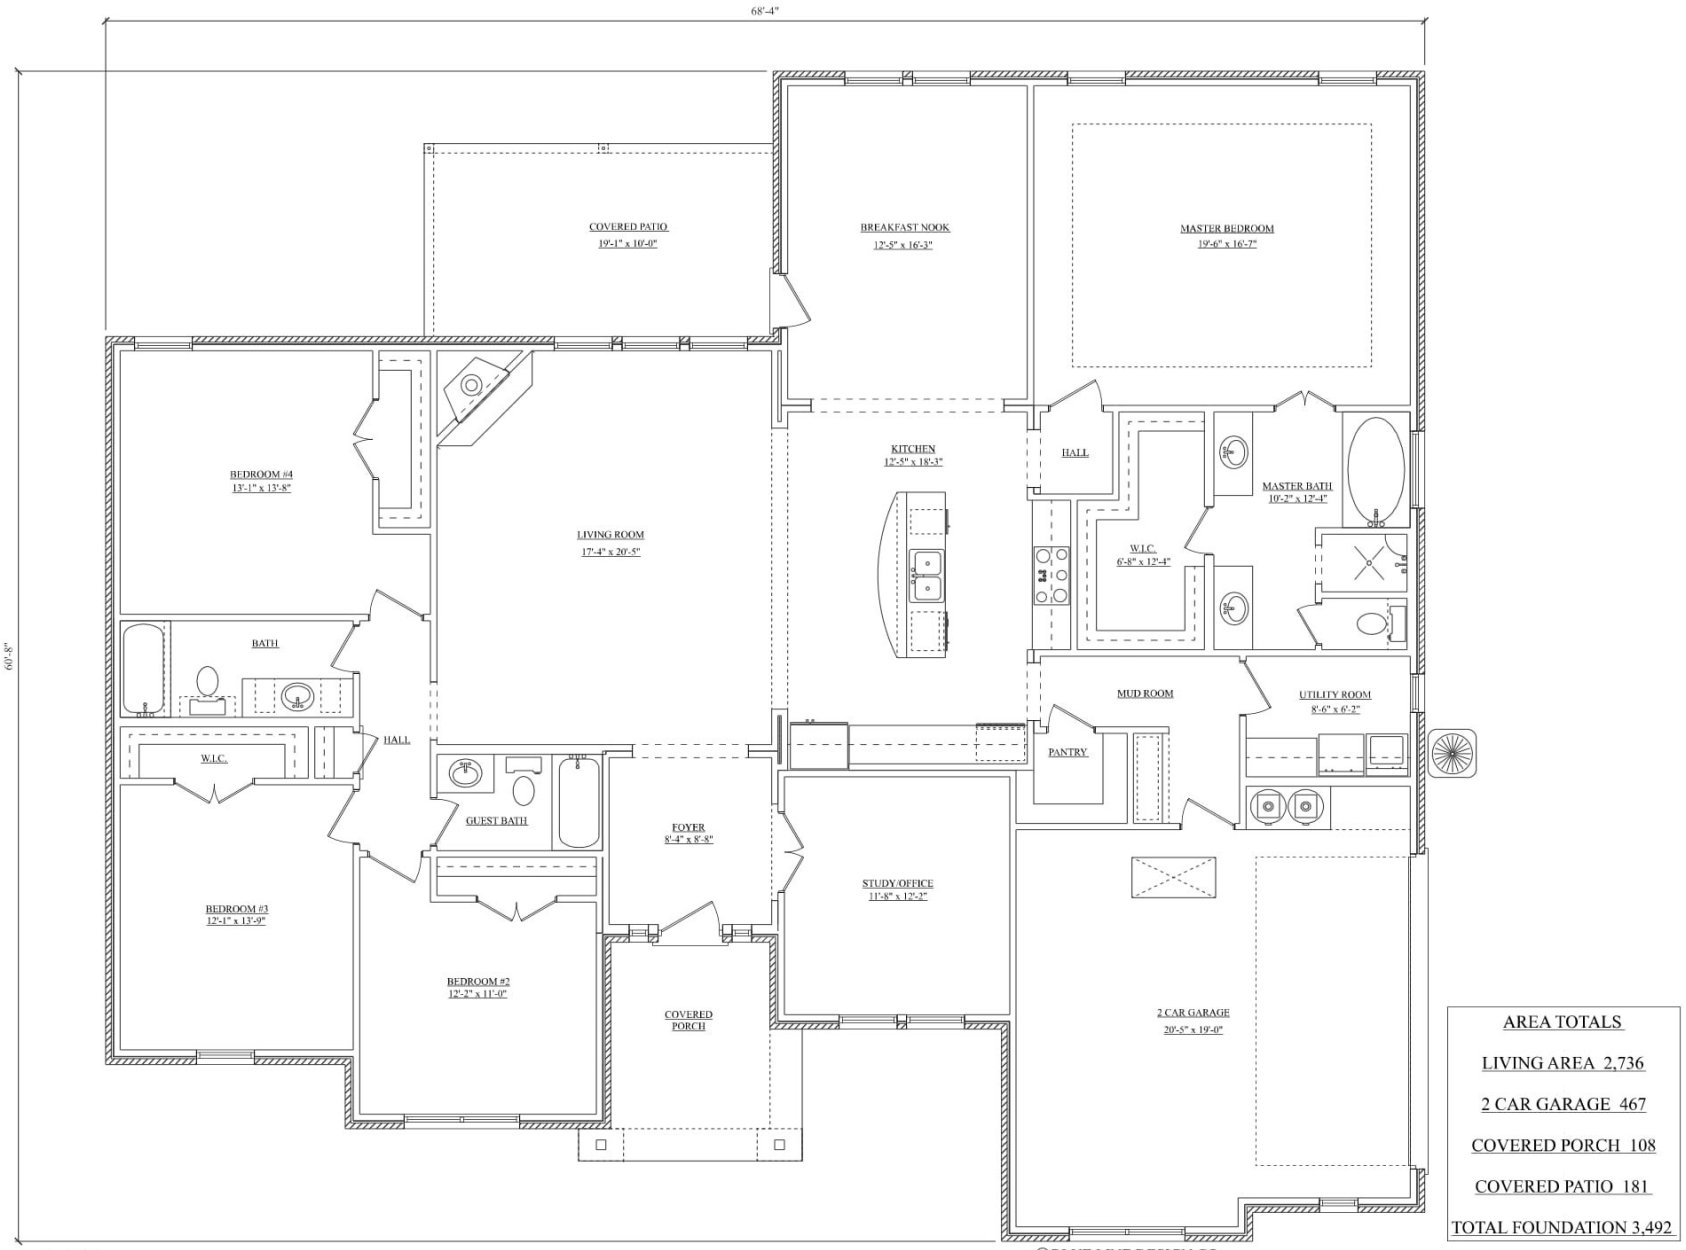 68'-4"
60'-8"
COVERED PATIO
19'-1" x 10'-0"
BREAKFAST NOOK
12'-5" x 16'-3"
MASTER BEDROOM
19'-6" x 16'-7"
KITCHEN
12'-5" x 18'-3"
HALL
BEDROOM #4
13'-1" x 13'-8"
MASTER BATH
10'-2" x 12'-4"
LIVING ROOM
17'-4" x 20'-5"
W.I.C.
6'-8" x 12'-4"
BATH
MUD ROOM
UTILITY ROOM
8'-6" x 6'-2"
HALL
W.I.C.
PANTRY
GUEST BATH
FOYER
8'-4" x 8'-8"
STUDY/OFFICE
11'-8" x 12'-2"
BEDROOM #3
12'-1" x 13'-9"
BEDROOM #2
12'-2" x 11'-0"
COVERED
PORCH
2 CAR GARAGE
20'-5" x 19'-0"
AREA TOTALS
LIVING AREA 2,736
2 CAR GARAGE 467
COVERED PORCH 108
COVERED PATIO 181
TOTAL FOUNDATION 3,492